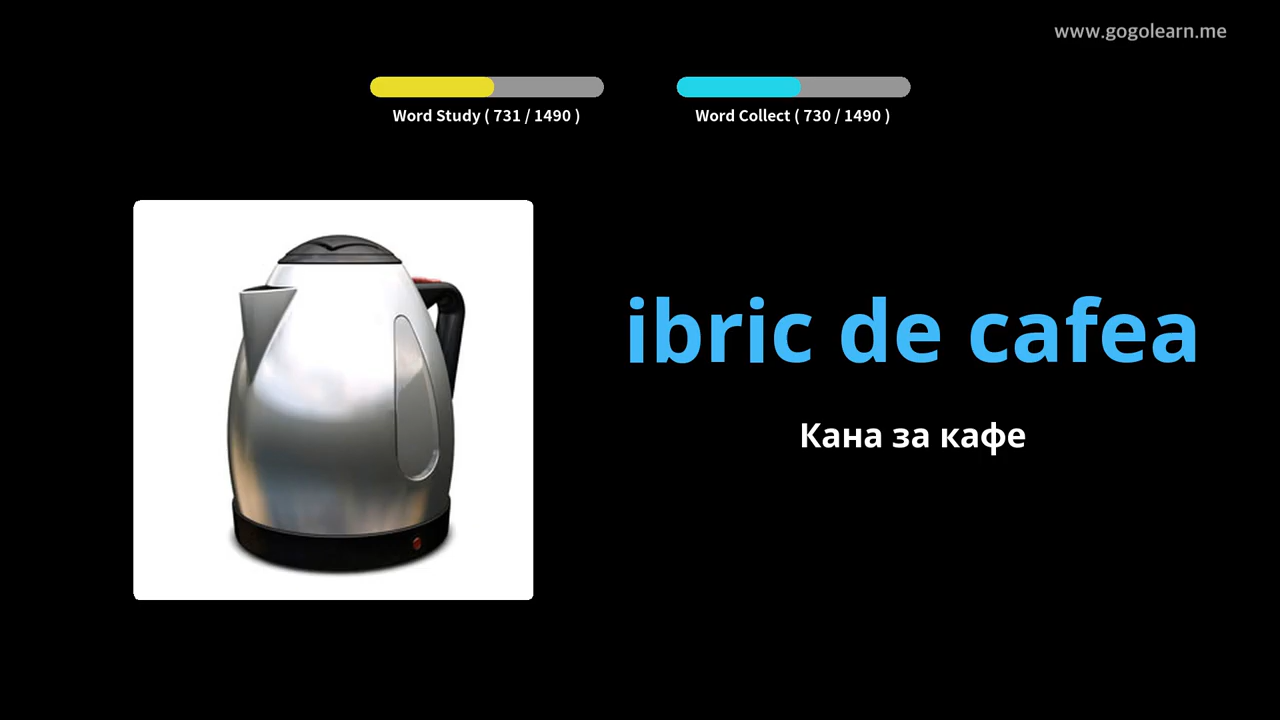 www.gogolearn.me
Word Study ( 731 / 1490 )
Word Collect ( 730 / 1490 )
ibric de cafea
Кана за кафе